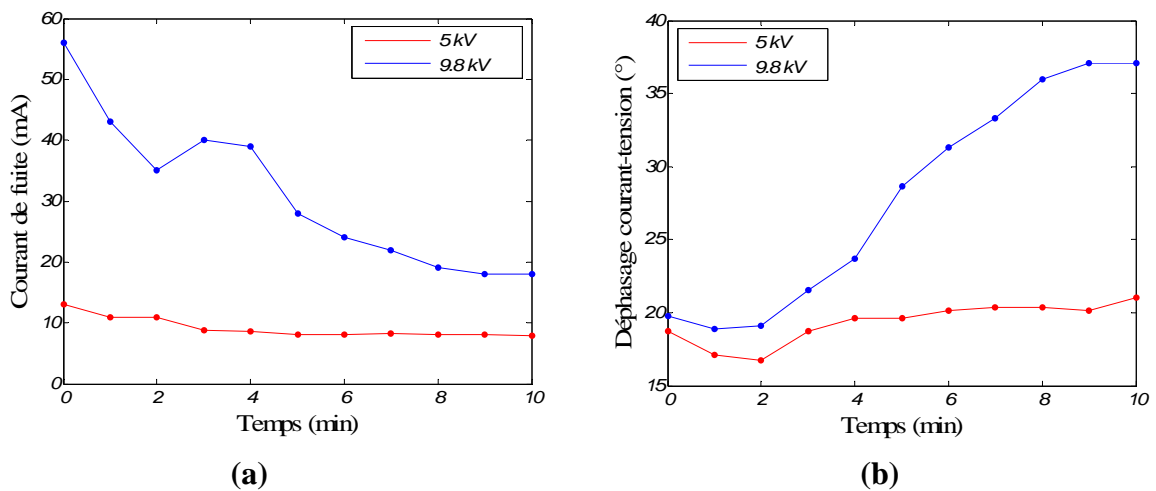 60
50
40
30
20
10
0
0 2 4 6 8 10
Courant de fuite (mA)
Temps (min)
5 kV
9.8 kV
(a)
40
35
30
25
20
15
0 2 4 6 8 10
Déphasage courant-tension (°)
Temps (min)
5 kV
9.8 kV
(b)